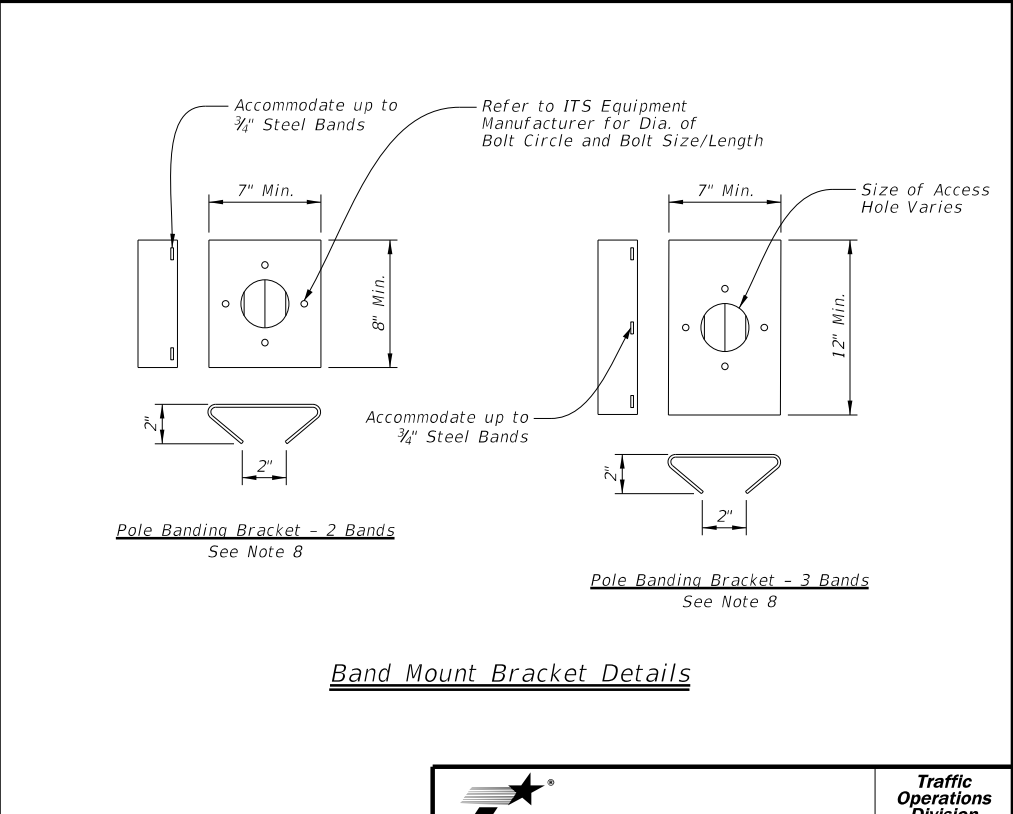 Accommodate up to
¾" Steel Bands
Refer to ITS Equipment
Manufacturer for Dia. of
Bolt Circle and Bolt Size/Length
7" Min.
8" Min.
2"
2"
Pole Banding Bracket - 2 Bands
See Note 8
7" Min.
Size of Access
Hole Varies
12" Min.
Accommodate up to
¾" Steel Bands
2"
2"
Pole Banding Bracket - 3 Bands
See Note 8
Band Mount Bracket Details
®
Traffic
Operations
Division